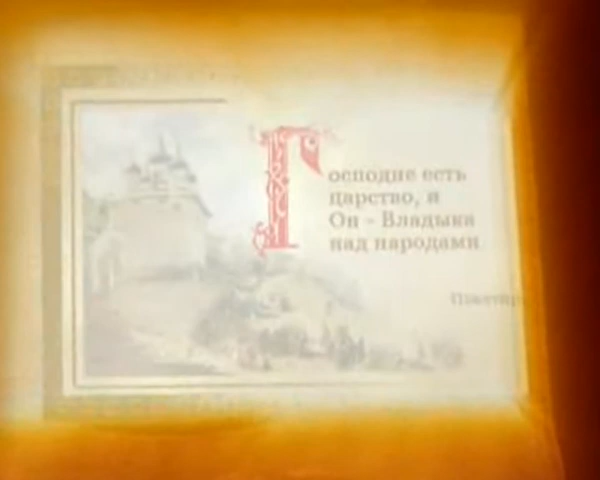 Господне есть
царство, и
Он - Владыка
над народами